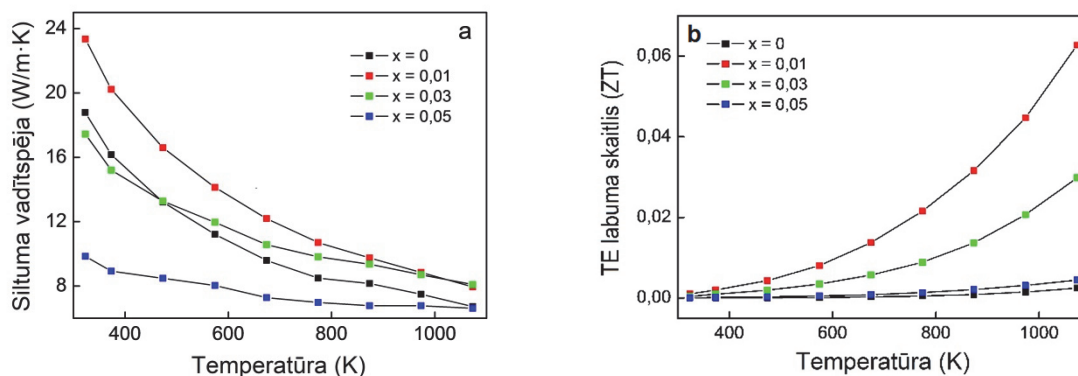 a
Siltuma vadītspēja (W/m·K)
24
20
16
12
8
400
600
800
1000
Temperatūra (K)
x = 0
x = 0,01
x = 0,03
x = 0,05
b
TE labuma skaitlis (ZT)
0,06
0,04
0,02
0,00
400
600
800
1000
Temperatūra (K)
x = 0
x = 0,01
x = 0,03
x = 0,05